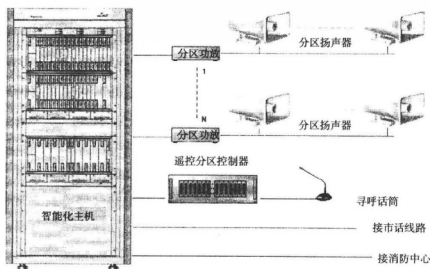 分区功放
分区扬声器
1
N
分区功放
分区扬声器
遥控分区控制器
智能化主机
寻呼话筒
接市话线路
接消防中心